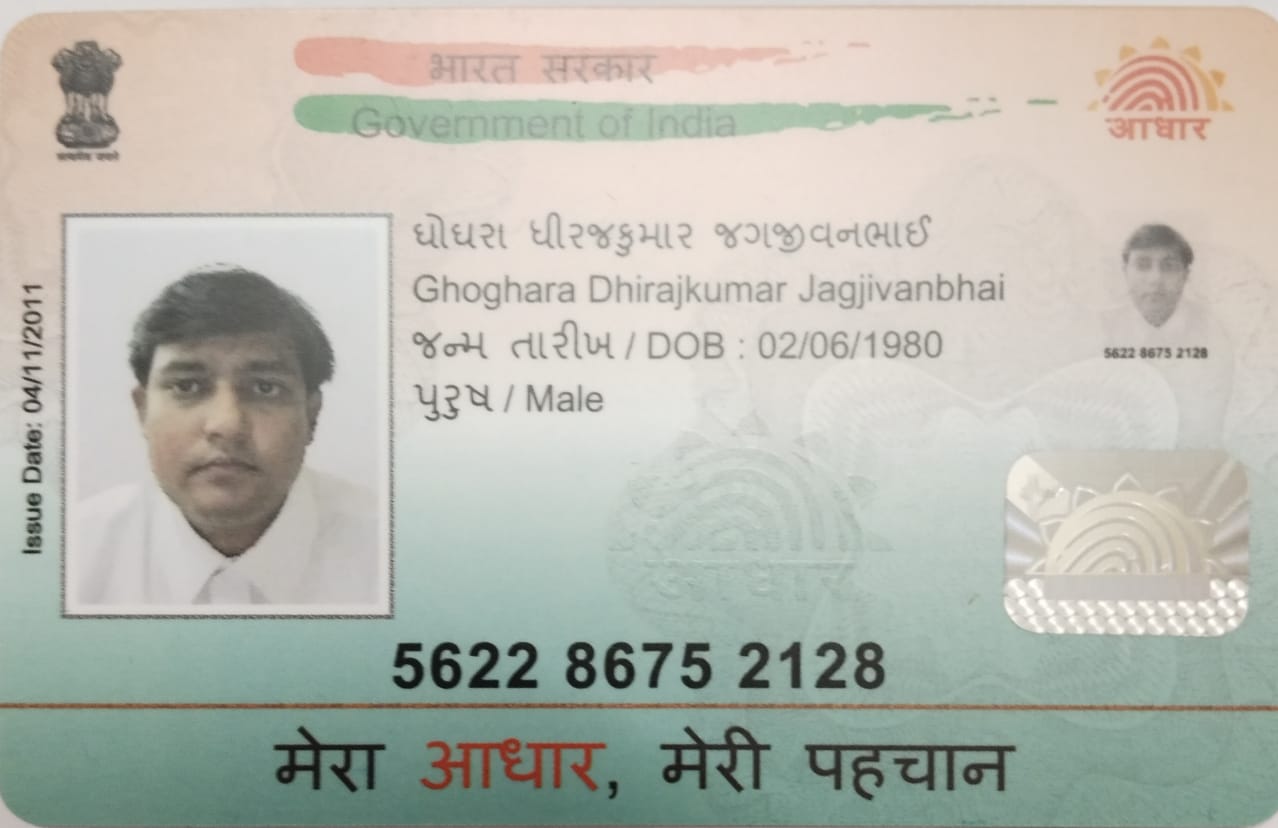 भारत सरकार
Government of India
आधार
सत्यमेव जयते
ઘોઘરા ધીરજકુમાર જગજીવનભાઈ
Ghoghara Dhirajkumar Jagjivanbhai
જન્મ તારીખ / DOB : 02/06/1980
પુરુષ / Male
5622 8675 2128
Issue Date: 04/11/2011
आधार
5622 8675 2128
मेरा आधार, मेरी पहचान